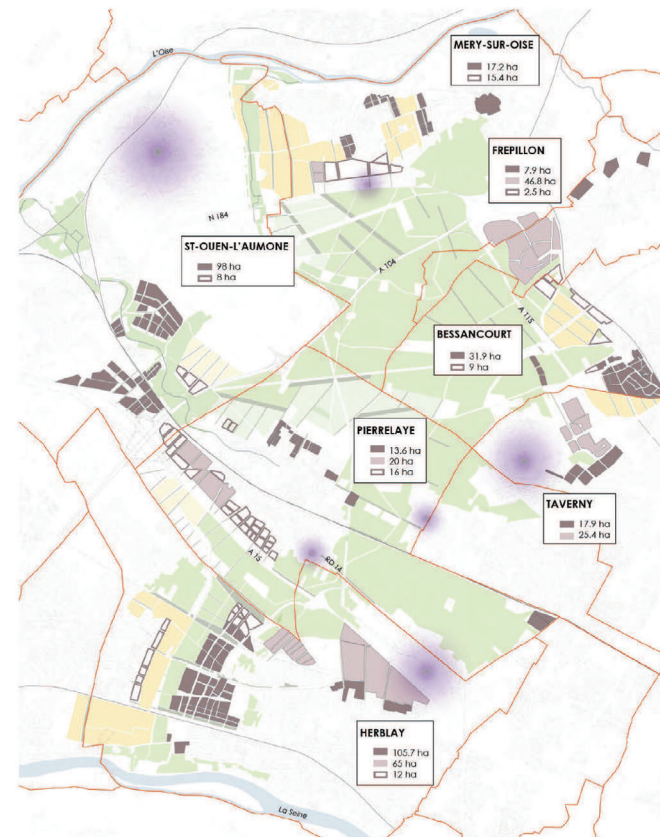 MERY-SUR-OISE
17.2 ha
15.4 ha
L'Oise
FREPILLON
7.9 ha
46.8 ha
2.5 ha
N 184
ST-OUEN-L'AUMONE
98 ha
8 ha
A 104
A 115
BESSANCOURT
31.9 ha
9 ha
PIERRELAYE
13.6 ha
20 ha
16 ha
TAVERNY
17.9 ha
25.4 ha
A 15
RD 14
HERBLAY
105.7 ha
65 ha
12 ha
La Seine